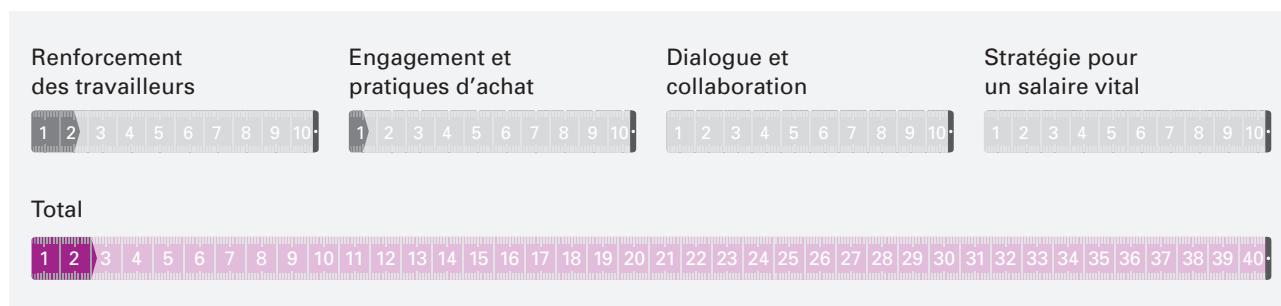 Renforcement
des travailleurs
1 2 3 4 5 6 7 8 9 10
Engagement et
pratiques d'achat
1 2 3 4 5 6 7 8 9 10
Dialogue et
collaboration
1 2 3 4 5 6 7 8 9 10
Stratégie pour
un salaire vital
1 2 3 4 5 6 7 8 9 10
Total
1 2 3 4 5 6 7 8 9 10 11 12 13 14 15 16 17 18 19 20 21 22 23 24 25 26 27 28 29 30 31 32 33 34 35 36 37 38 39 40